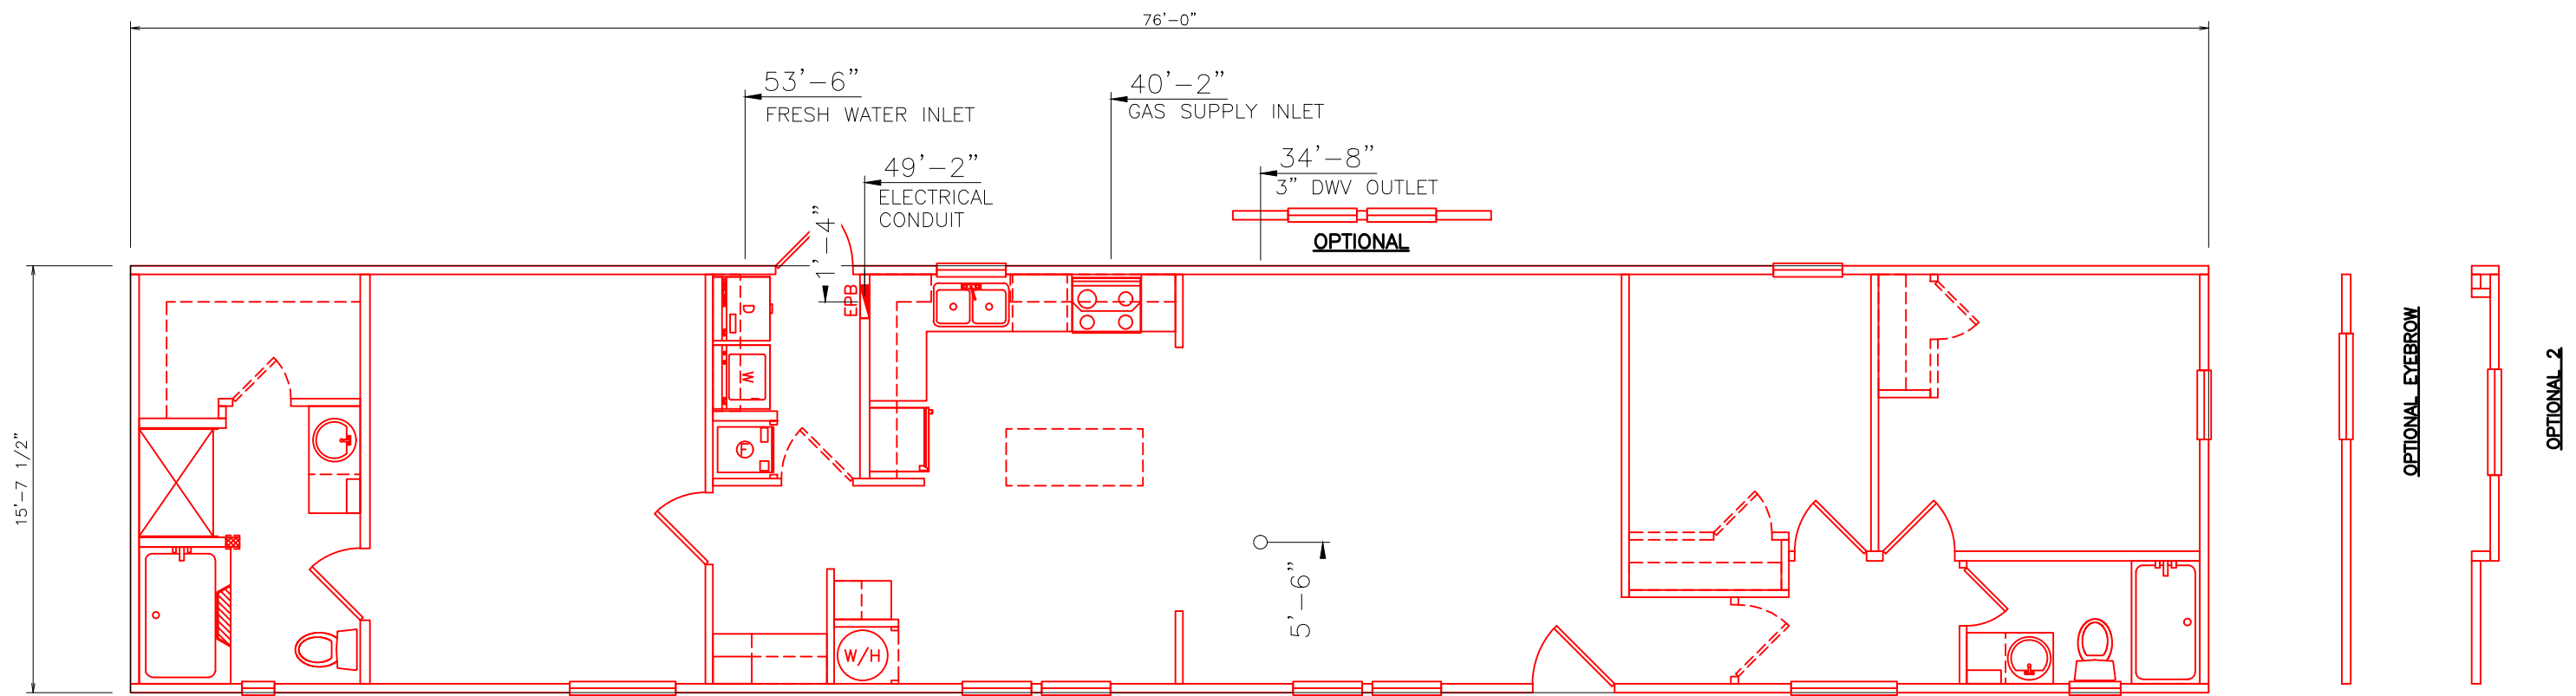 76'-0"
53'-6"
FRESH WATER INLET
40'-2"
GAS SUPPLY INLET
49'-2"
ELECTRICAL
CONDUIT
34'-8"
3" DWV OUTLET
1'-4"
OPTIONAL
EPB
D
W
F
15'-7 1/2"
5'-6"
W/H
OPTIONAL EYEBROW
OPTIONAL 2